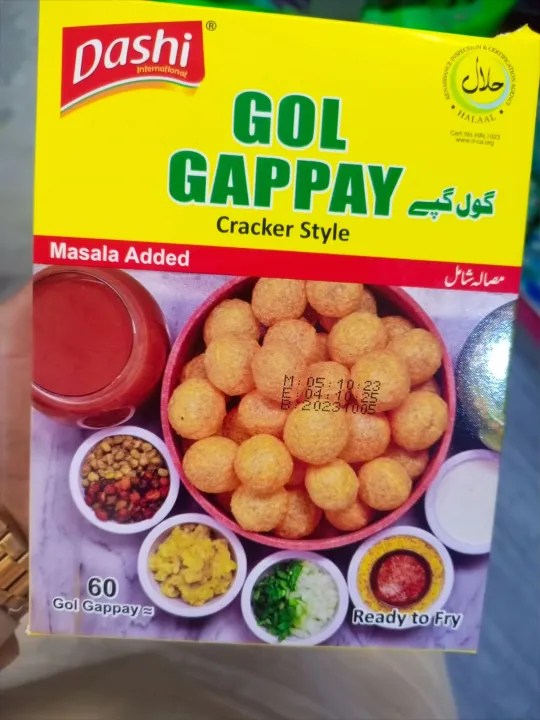 Dashi®
International
حلال
HALAAL
GOL
GAPPAY گول گپے
Cracker Style
Masala Added
مصالہ شامل
M:05:10:23
E:04:10:25
B:20231005
60
Gol Gappay ≈
Ready to Fry